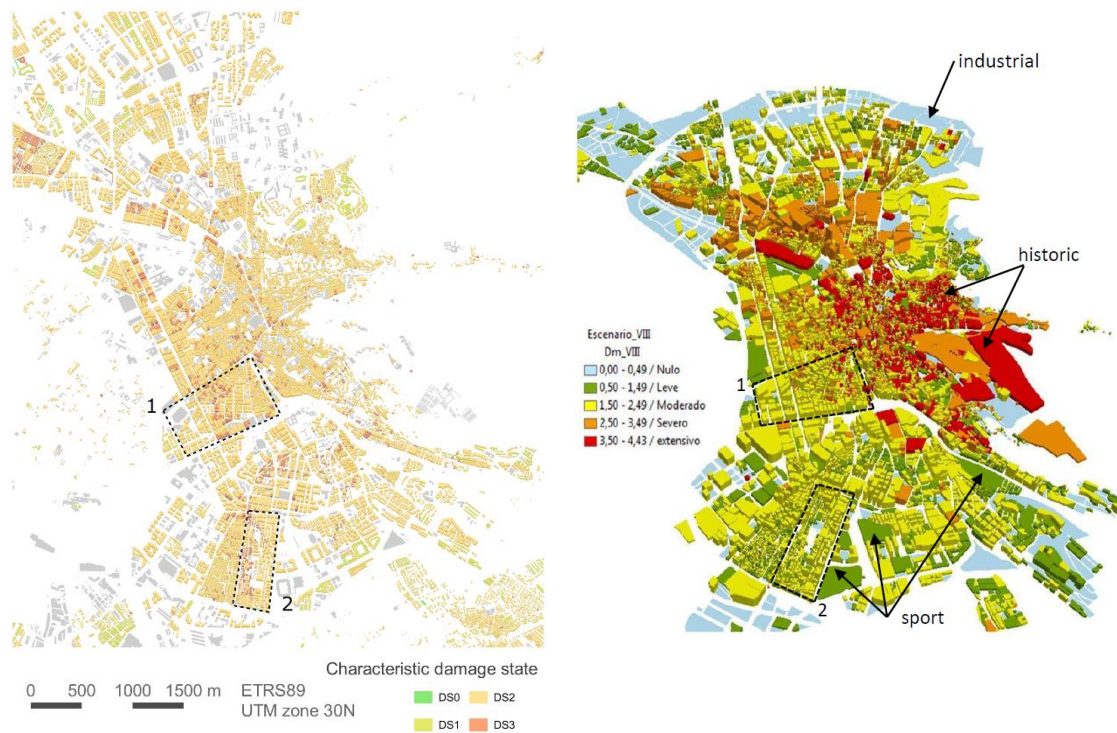 industrial
historic
Escenario_VIII
Dm_VIII
0,00 - 0,49 / Nulo
0,50 - 1,49 / Leve
1,50 - 2,49 / Moderado
2,50 - 3,49 / Severo
3,50 - 4,43 / extensivo
1
1
2
2
sport
Characteristic damage state
0 500 1000 1500 m
ETRS89
UTM zone 30N
DS0 DS2
DS1 DS3